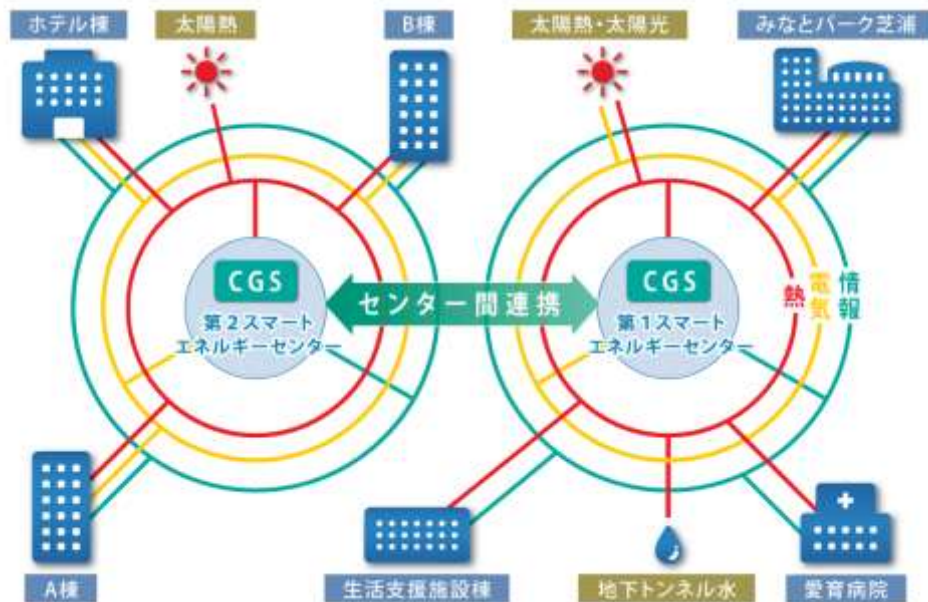 ホテル棟
太陽熱
B棟
太陽熱・太陽光
みなとパーク芝浦
CGS
第2スマート
エネルギーセンター
センター間連携
CGS
第1スマート
エネルギーセンター
熱
電気
情報
A棟
生活支援施設棟
地下トンネル水
愛育病院